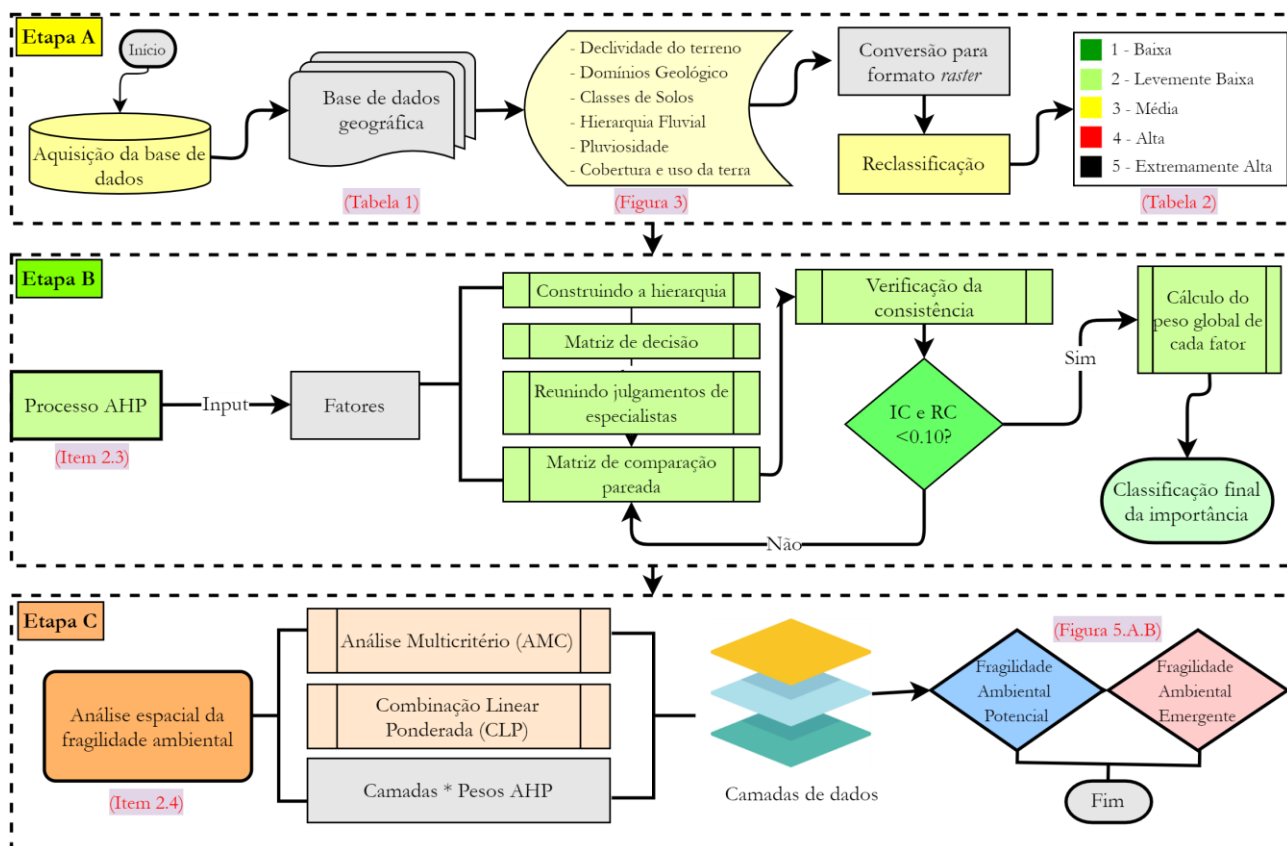 Etapa A
Início
Aquisição da base de
dados
Base de dados
geográfica
(Tabela 1)
- Declividade do terreno
- Domínios Geológico
- Classes de Solos
- Hierarquia Fluvial
- Pluviosidade
- Cobertura e uso da terra
(Figura 3)
Conversão para
formato raster
Reclassificação
1 - Baixa
2 - Levemente Baixa
3 - Média
4 - Alta
5 - Extremamente Alta
(Tabela 2)
Etapa B
Processo AHP
(Item 2.3)
Input
Fatores
Construindo a hierarquia
Matriz de decisão
Reunindo julgamentos de
especialistas
Matriz de comparação
pareada
Verificação da
consistência
IC e RC
<0.10?
Sim
Não
Cálculo do
peso global de
cada fator
Classificação final
da importância
Etapa C
Análise espacial da
fragilidade ambiental
(Item 2.4)
Análise Multicritério (AMC)
Combinação Linear
Ponderada (CLP)
Camadas * Pesos AHP
Camadas de dados
(Figura 5.A.B)
Fragilidade
Ambiental
Potencial
Fragilidade
Ambiental
Emergente
Fim